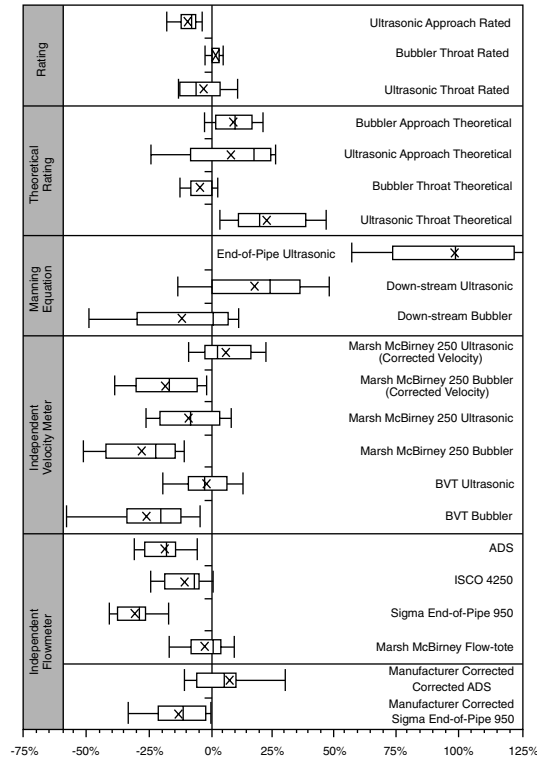 Rating
Ultrasonic Approach Rated
Bubbler Throat Rated
Ultrasonic Throat Rated
Theoretical
Rating
Bubbler Approach Theoretical
Ultrasonic Approach Theoretical
Bubbler Throat Theoretical
Ultrasonic Throat Theoretical
Manning
Equation
End-of-Pipe Ultrasonic
Down-stream Ultrasonic
Down-stream Bubbler
Independent
Velocity Meter
Marsh McBirney 250 Ultrasonic
(Corrected Velocity)
Marsh McBirney 250 Bubbler
(Corrected Velocity)
Marsh McBirney 250 Ultrasonic
Marsh McBirney 250 Bubbler
BVT Ultrasonic
BVT Bubbler
Independent
Flowmeter
ADS
ISCO 4250
Sigma End-of-Pipe 950
Marsh McBirney Flow-tote
Manufacturer Corrected
Corrected ADS
Manufacturer Corrected
Sigma End-of-Pipe 950
-75% -50% -25% 0% 25% 50% 75% 100% 125%